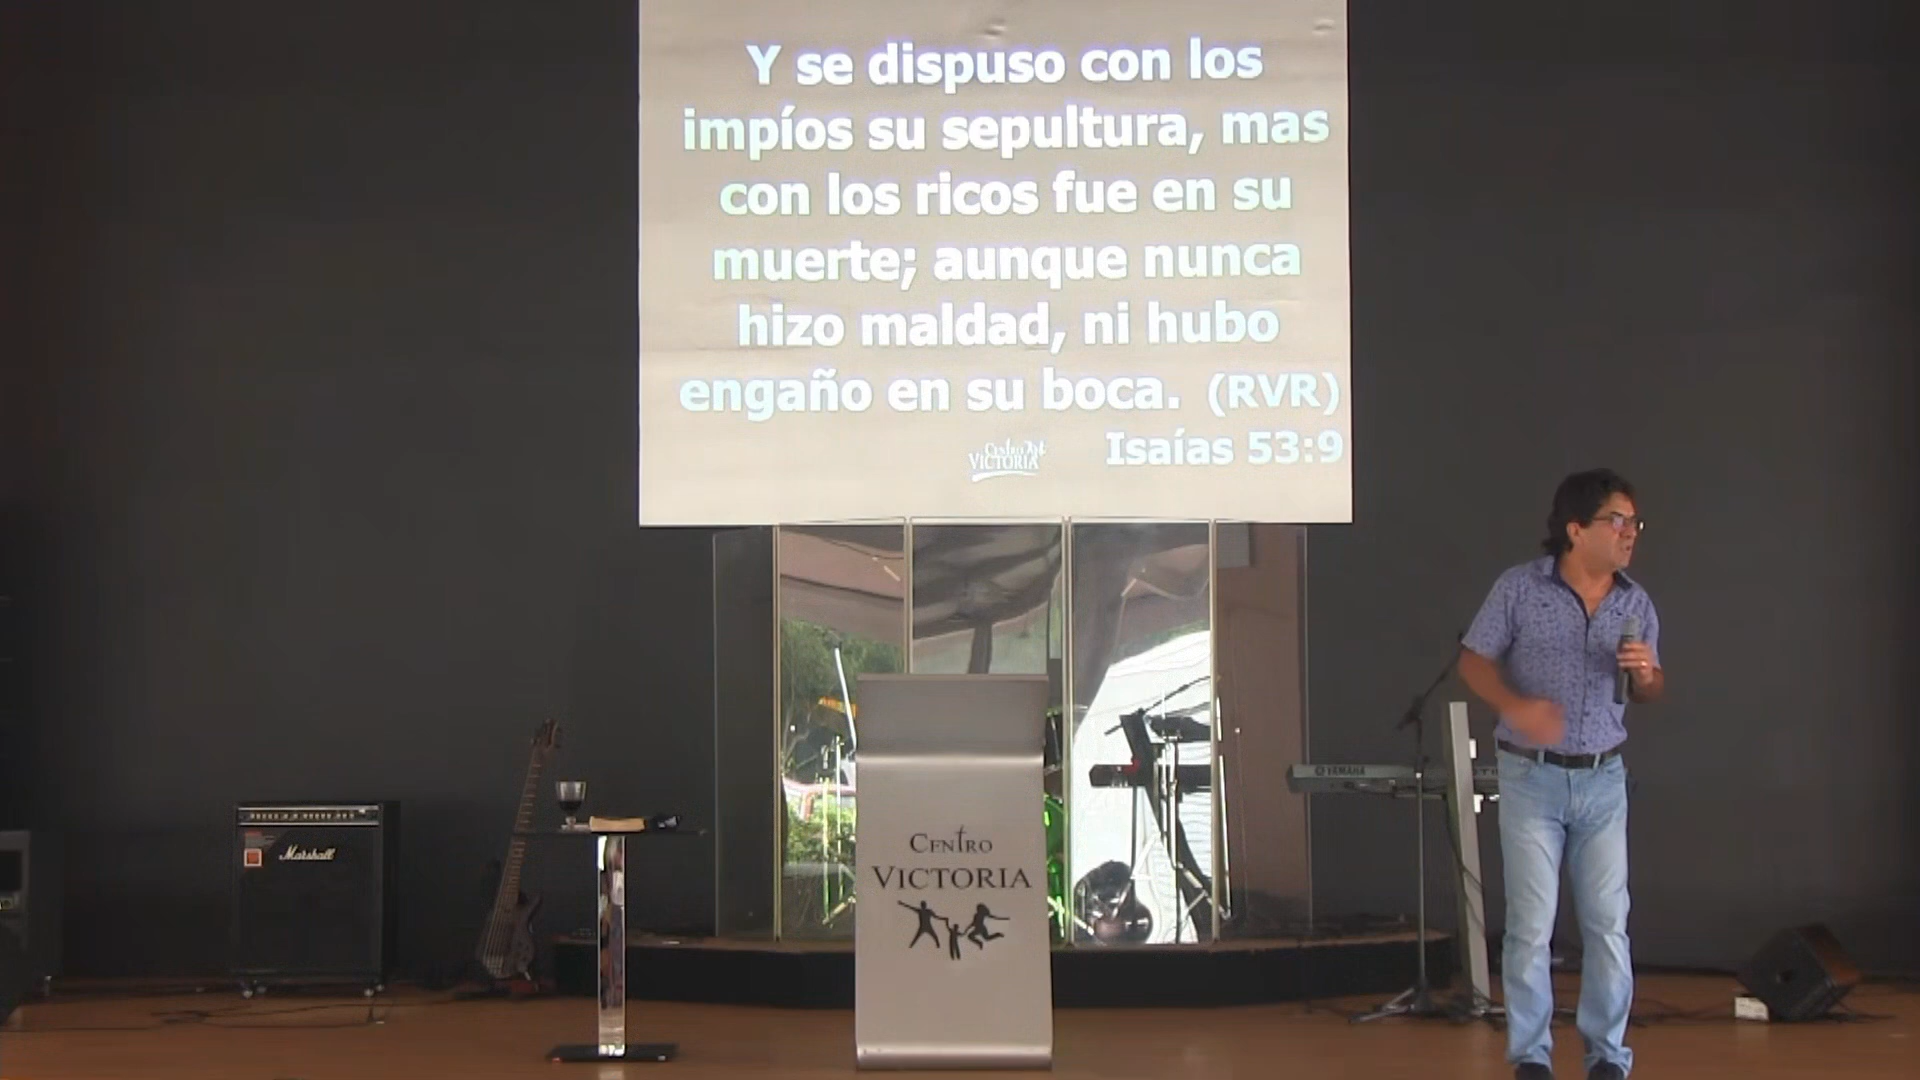 Y se dispuso con los
impíos su sepultura, mas
con los ricos fue en su
muerte; aunque nunca
hizo maldad, ni hubo
engaño en su boca. (RVR)
Isaías 53:9
Centro
VICTORIA
Marshall
YAMAHA
CENTRO
VICTORIA